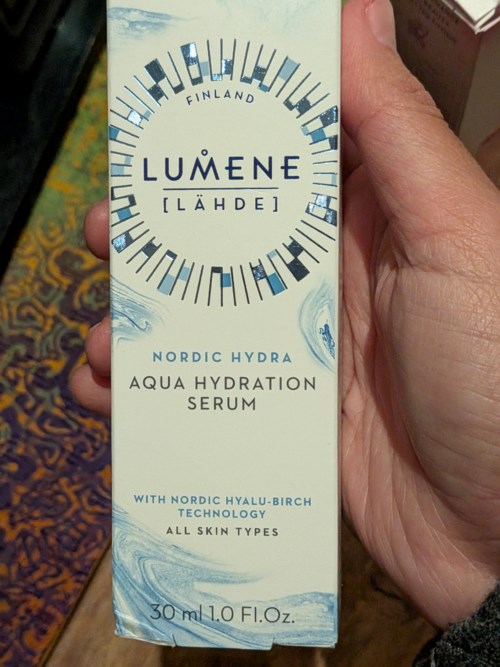 FINLAND
LUMENE
[LÄHDE]
NORDIC HYDRA
AQUA HYDRATION
SERUM
WITH NORDIC HYALU-BIRCH
TECHNOLOGY
ALL SKIN TYPES
30 ml 1.0 Fl.Oz.